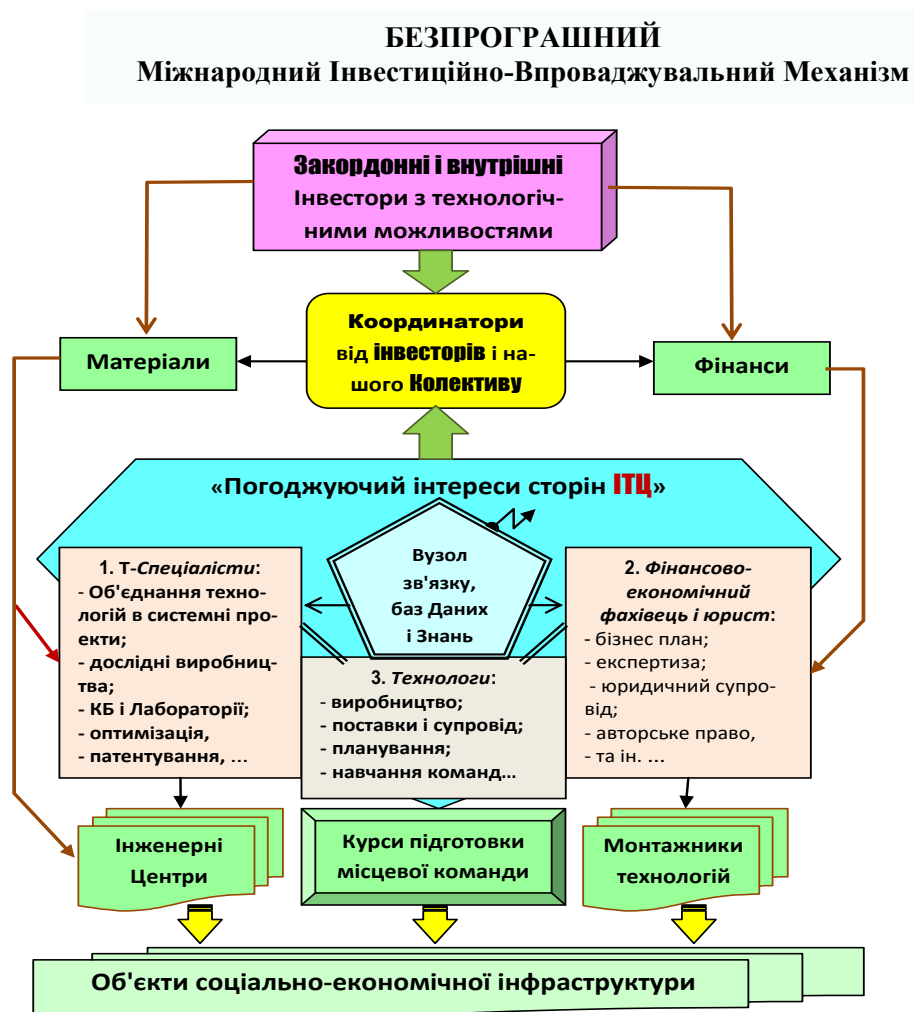 БЕЗПРОГРАШНИЙ
Міжнародний Інвестиційно-Впроваджувальний Механізм
Закордонні і внутрішні
Інвестори з технологіч-
ними можливостями
Координатори
від інвесторів і на-
шого Колективу
Матеріали
Фінанси
«Погоджуючий інтереси сторін ІТЦ»
Вузол
зв'язку,
баз Даних
і Знань
1. Т-Спеціалісти:
- Об'єднання техно-
логій в системні про-
екти;
- дослідні виробниц-
тва;
- КБ і Лабораторії;
- оптимізація,
- патентування, ...
2. Фінансово-
економічний
фахівець і юрист:
- бізнес план;
- експертиза;
- юридичний супро-
від;
- авторське право,
- та ін. ...
3. Технологи:
- виробництво;
- поставки і супровід;
- планування;
- навчання команд...
Інженерні
Центри
Курси підготовки
місцевої команди
Монтажники
технологій
Об'єкти соціально-економічної інфраструктури